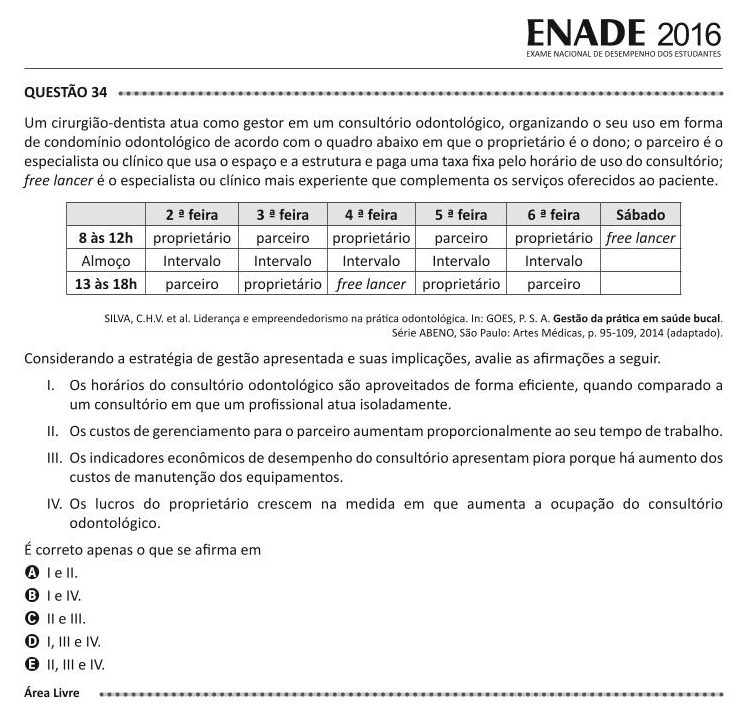 ENADE 2016
EXAME NACIONAL DE DESEMPENHO DOS ESTUDANTES
QUESTÃO 34
Um cirurgião-dentista atua como gestor em um consultório odontológico, organizando o seu uso em forma
de condomínio odontológico de acordo com o quadro abaixo em que o proprietário é o dono; o parceiro é o
especialista ou clínico que usa o espaço e a estrutura e paga uma taxa fixa pelo horário de uso do consultório;
free lancer é o especialista ou clínico mais experiente que complementa os serviços oferecidos ao paciente.
2 ª feira 3 ª feira 4 ª feira 5 ª feira 6 ª feira Sábado
8 às 12h proprietário parceiro proprietário parceiro proprietário free lancer
Almoço Intervalo Intervalo Intervalo Intervalo Intervalo
13 às 18h parceiro proprietário free lancer proprietário parceiro
SILVA, C.H.V. et al. Liderança e empreendedorismo na prática odontológica. In: GOES, P. S. A. Gestão da prática em saúde bucal.
Série ABENO, São Paulo: Artes Médicas, p. 95-109, 2014 (adaptado).
Considerando a estratégia de gestão apresentada e suas implicações, avalie as afirmações a seguir.
I. Os horários do consultório odontológico são aproveitados de forma eficiente, quando comparado a
um consultório em que um profissional atua isoladamente.
II. Os custos de gerenciamento para o parceiro aumentam proporcionalmente ao seu tempo de trabalho.
III. Os indicadores econômicos de desempenho do consultório apresentam piora porque há aumento dos
custos de manutenção dos equipamentos.
IV. Os lucros do proprietário crescem na medida em que aumenta a ocupação do consultório
odontológico.
É correto apenas o que se afirma em
A I e II.
B I e IV.
C II e III.
D I, III e IV.
E II, III e IV.
Área Livre